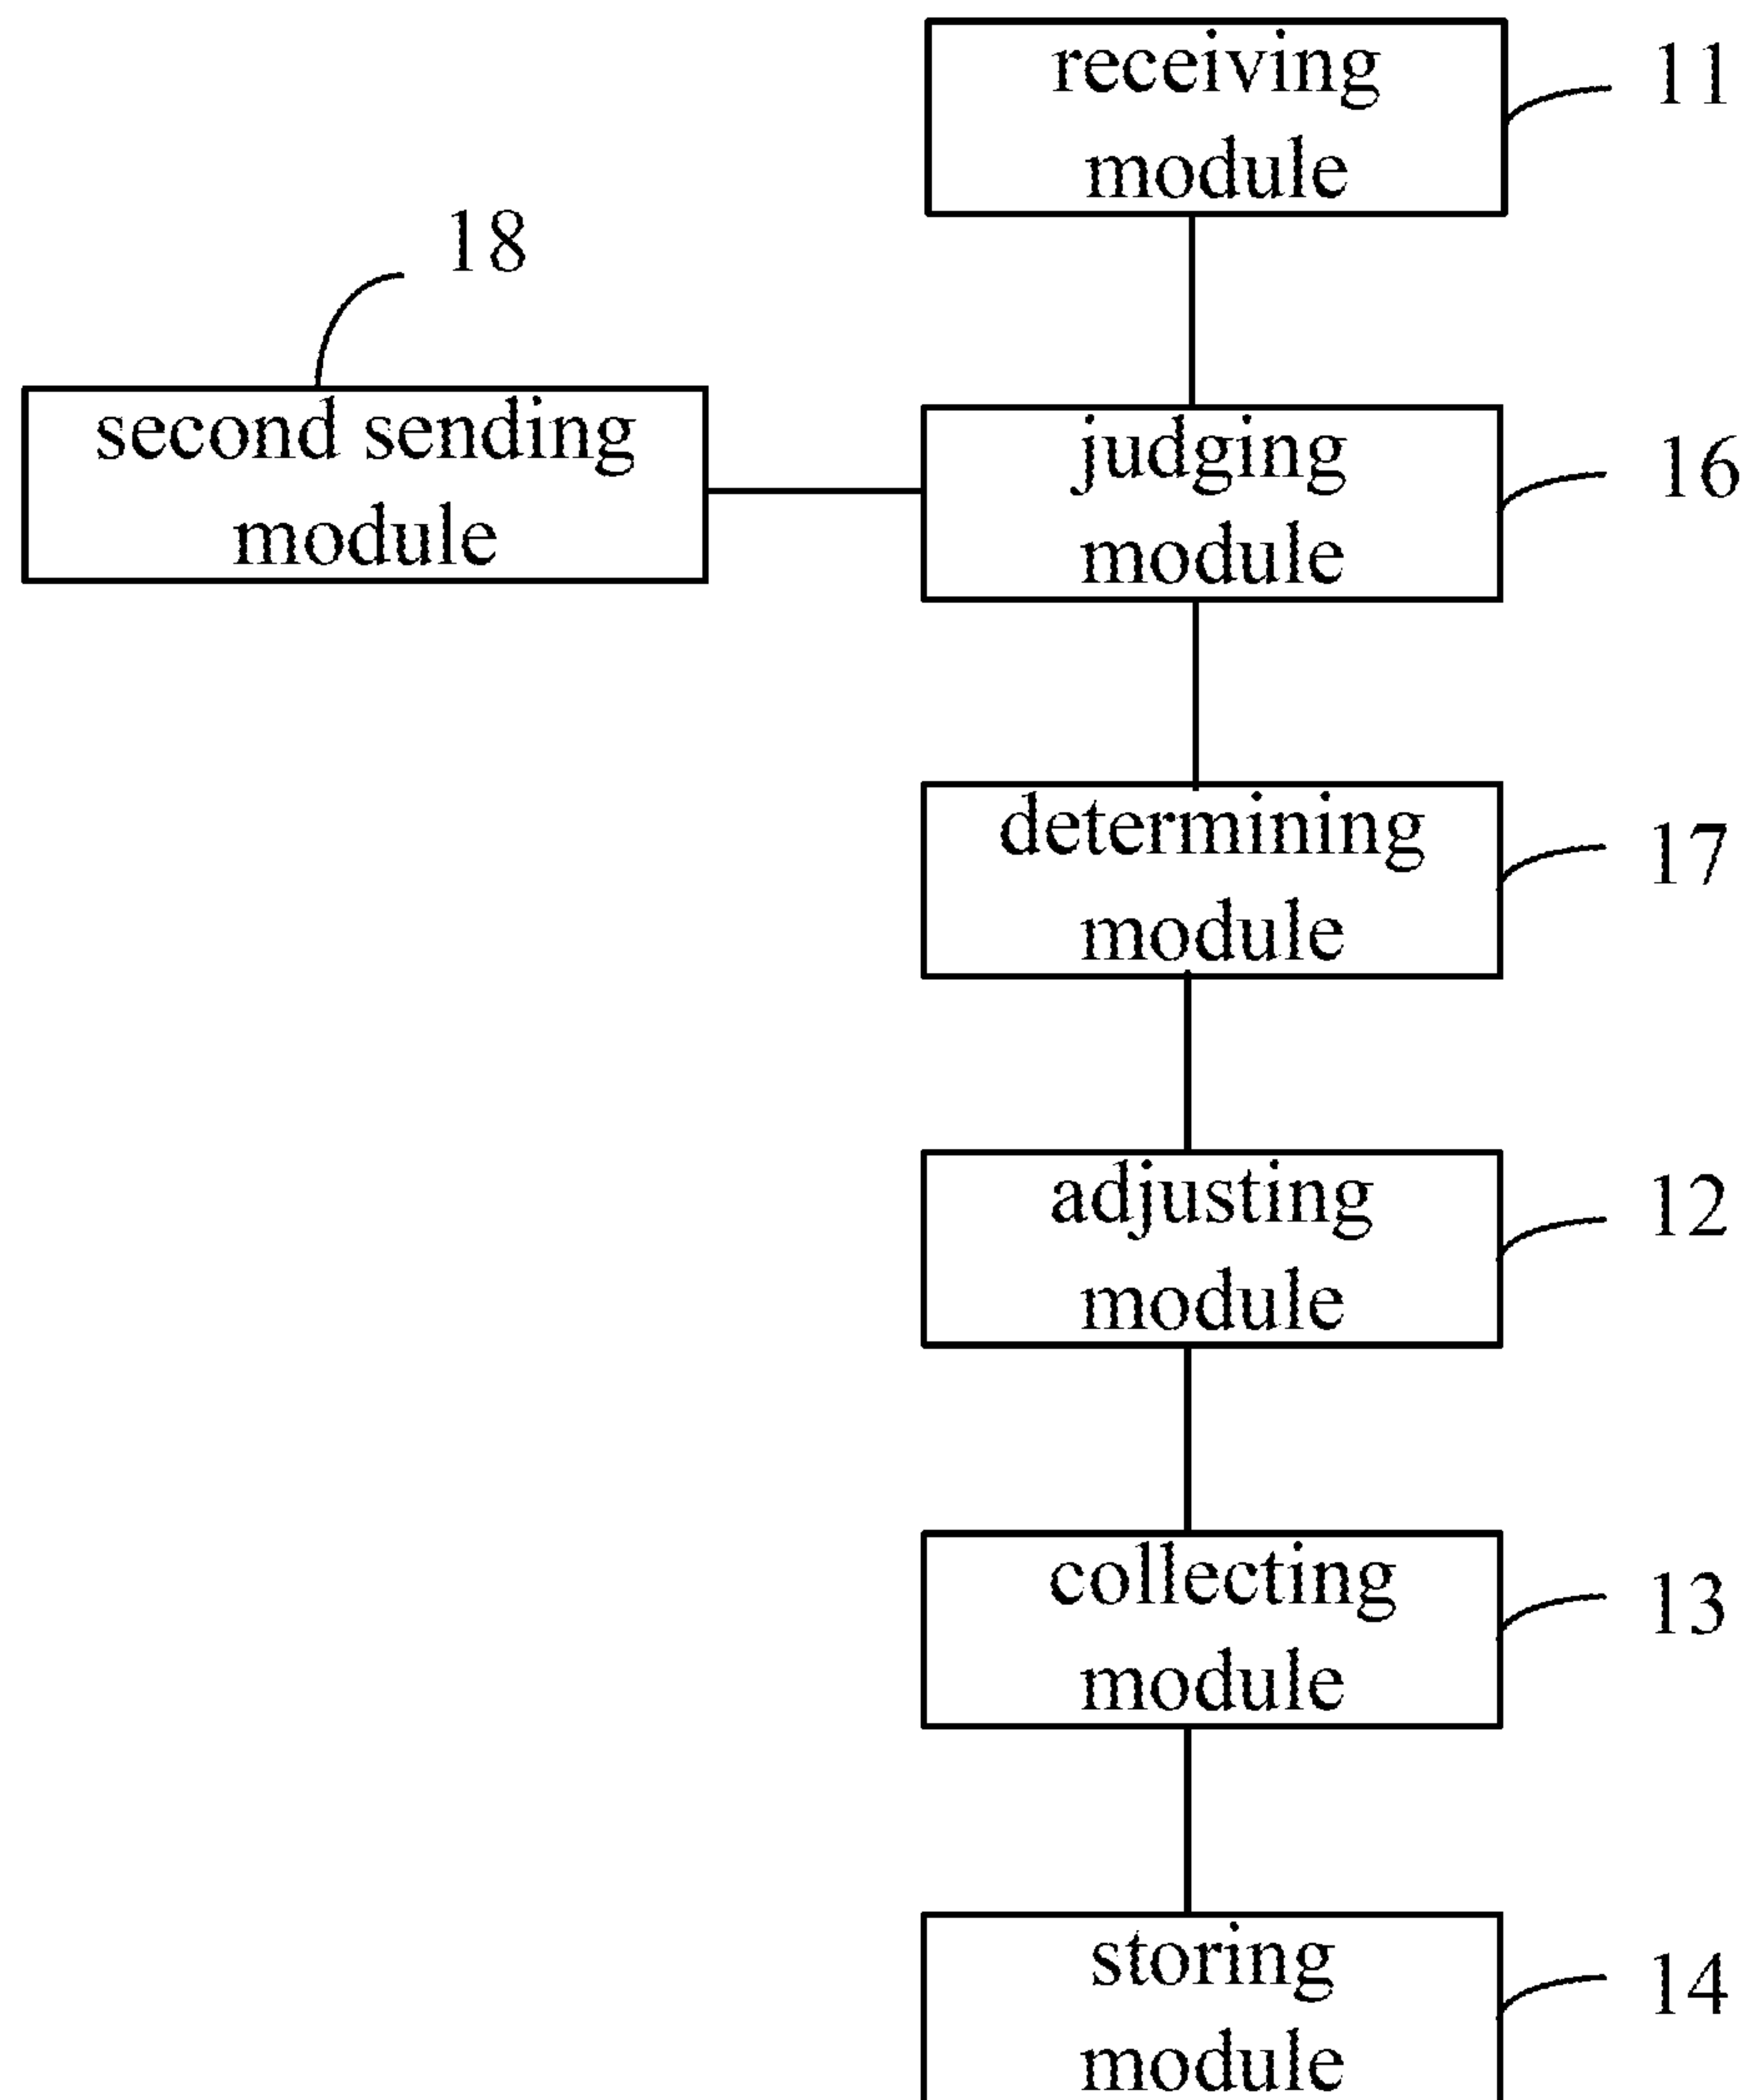 receiving
module
11
18
second sending
module
judging
module
16
determining
module
17
adjusting
module
12
collecting
module
13
storing
module
14